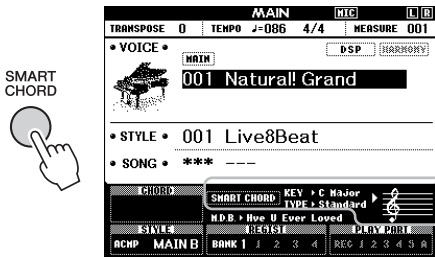 MAIN
MIC
L R
TRANSPOSE 0 TEMPO ♩=086 4/4 MEASURE 001
• VOICE •
DSP HARMONY
MAIN
001 Natural! Grand
SMART
CHORD
• STYLE • 001 Live8Beat
• SONG • *** ---
CHORD
SMART CHORD KEY ▸ C Major
TYPE ▸ Standard
M.D.B. ▸ Hve U Ever Loved
STYLE REGIST PLAY PART
ACMP MAIN B BANK 1 1 2 3 4 REC 1 2 3 4 5 A